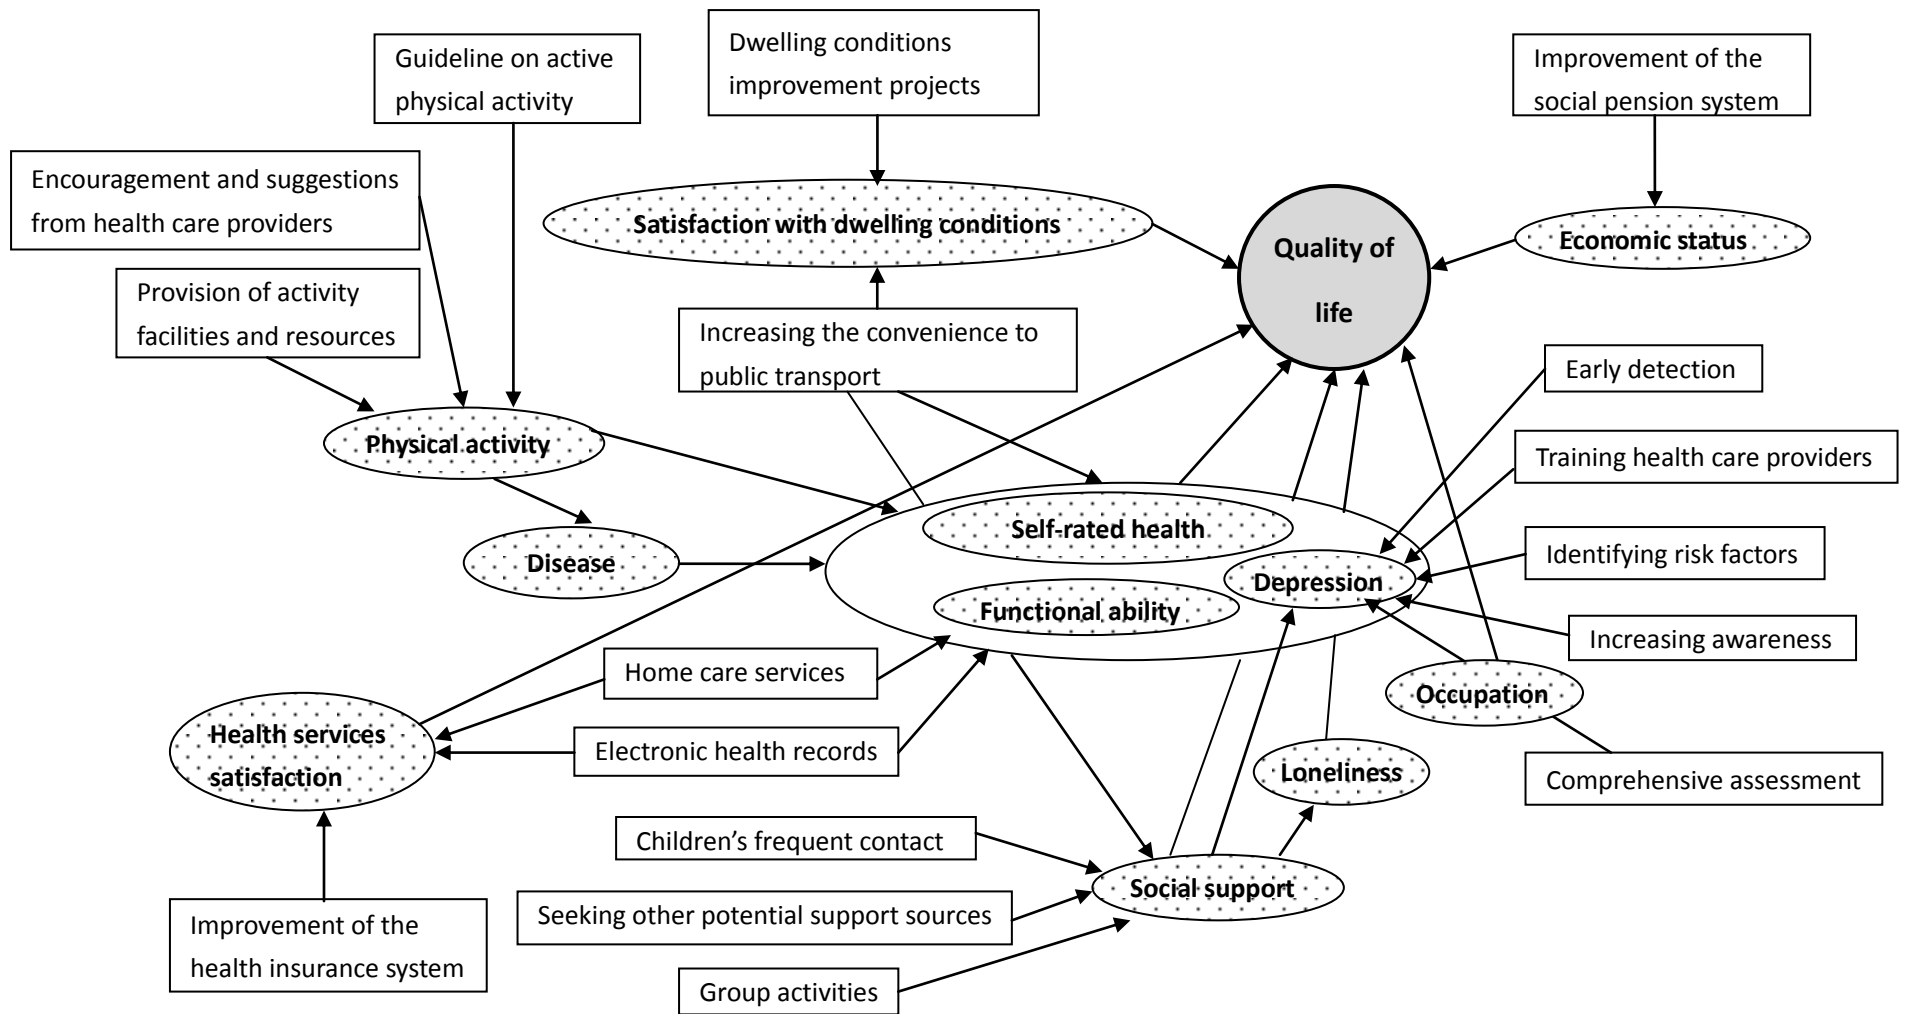 Guideline on active
physical activity
Dwelling conditions
improvement projects
Improvement of the
social pension system
Encouragement and suggestions
from health care providers
Satisfaction with dwelling conditions
Quality of
life
Economic status
Provision of activity
facilities and resources
Increasing the convenience to
public transport
Early detection
Physical activity
Training health care providers
Self-rated health
Disease
Depression
Identifying risk factors
Functional ability
Increasing awareness
Home care services
Occupation
Health services
satisfaction
Electronic health records
Loneliness
Comprehensive assessment
Children’s frequent contact
Social support
Seeking other potential support sources
Improvement of the
health insurance system
Group activities